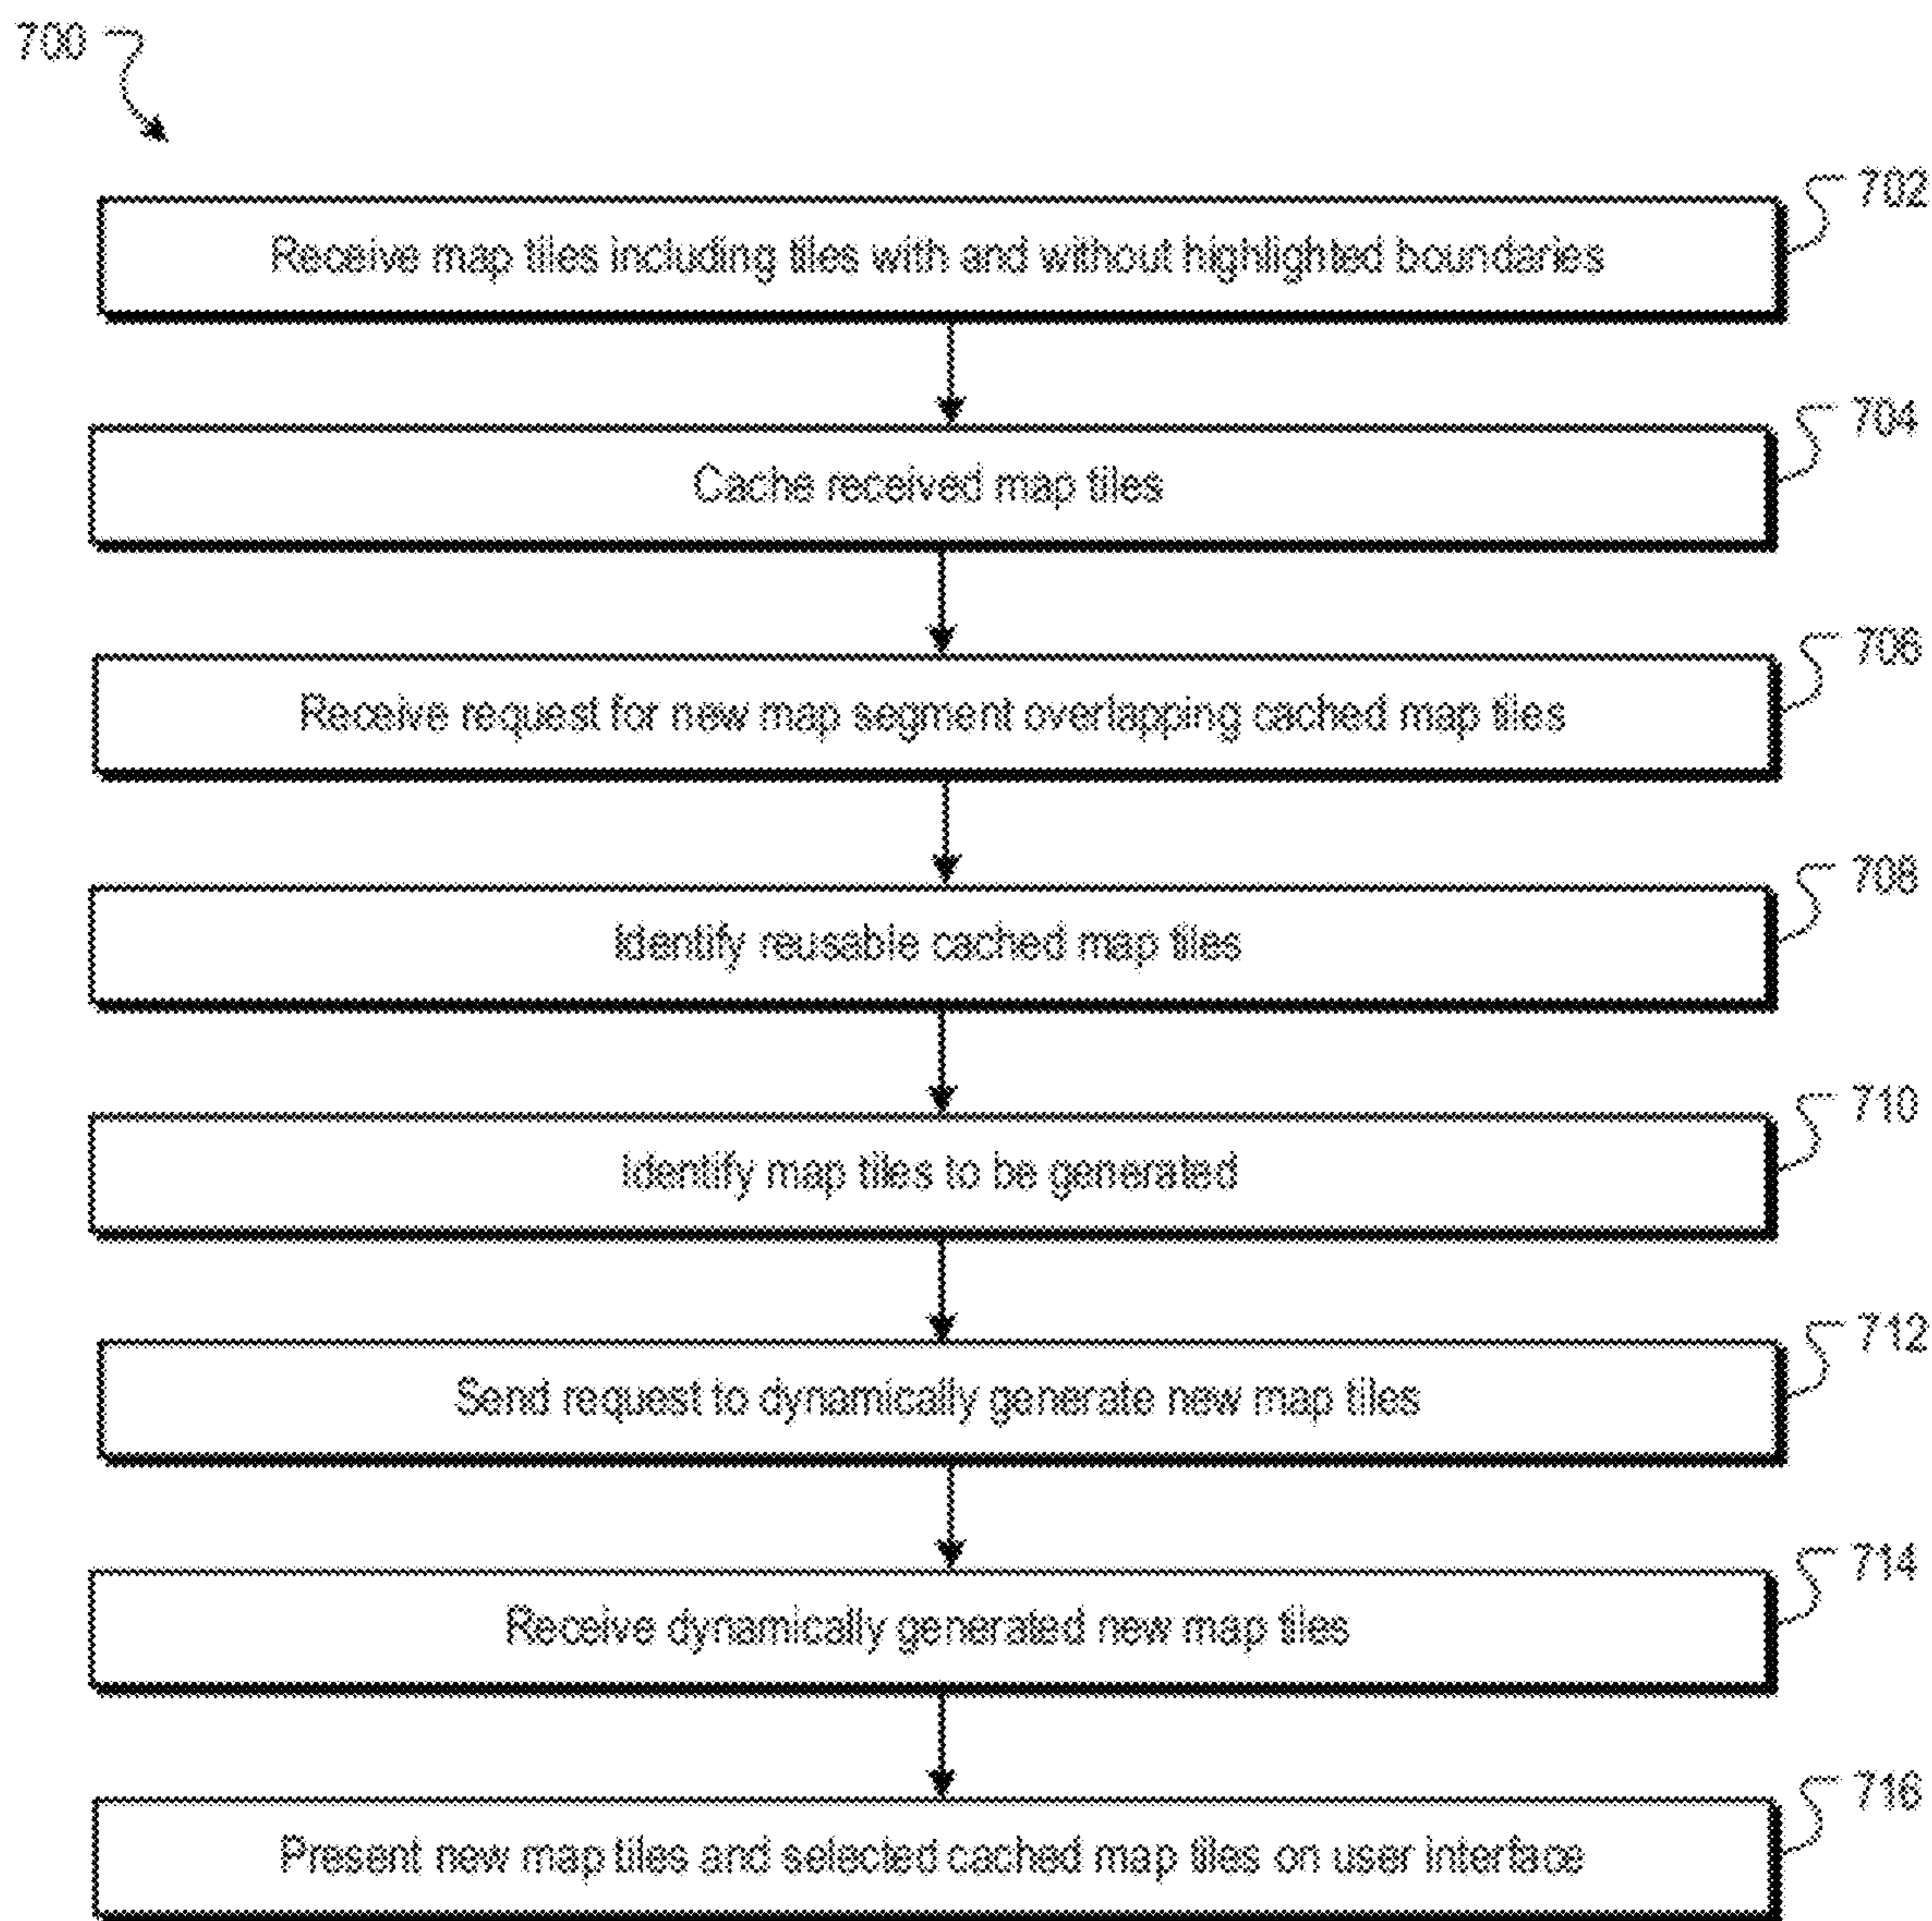 700
702
Receive map tiles including tiles with and without highlighted boundaries
704
Cache received map tiles
706
Receive request for new map segment overlapping cached map tiles
708
Identify reusable cached map tiles
710
Identify map tiles to be generated
712
Send request to dynamically generate new map tiles
714
Receive dynamically generated new map tiles
716
Present new map tiles and selected cached map tiles on user interface